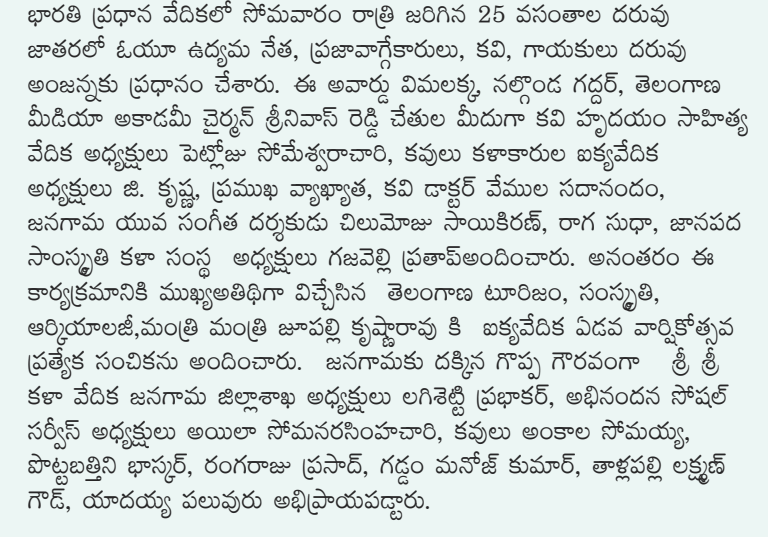 భారతి ప్రధాన వేదికలో సోమవారం రాత్రి జరిగిన 25 వసంతాల దరువు
జాతరలో ఓయూ ఉద్యమ నేత, ప్రజావాగ్గేకారులు, కవి, గాయకులు దరువు
అంజన్నకు ప్రధానం చేశారు. ఈ అవార్డు విమలక్క, నల్గొండ గద్దర్, తెలంగాణ
మీడియా అకాడమీ చైర్మన్ శ్రీనివాస్ రెడ్డి చేతుల మీదుగా కవి హృదయం సాహిత్య
వేదిక అధ్యక్షులు పెట్లోజు సోమేశ్వరాచారి, కవులు కళాకారుల ఐక్యవేదిక
అధ్యక్షులు జి. కృష్ణ, ప్రముఖ వ్యాఖ్యాత, కవి డాక్టర్ వేముల సదానందం,
జనగామ యువ సంగీత దర్శకుడు చిలుమోజు సాయికిరణ్, రాగ సుధా, జానపద
సాంస్కృతి కళా సంస్థ అధ్యక్షులు గజవెల్లి ప్రతాప్అందించారు. అనంతరం ఈ
కార్యక్రమానికి ముఖ్యఅతిథిగా విచ్చేసిన తెలంగాణ టూరిజం, సంస్కృతి,
ఆర్కియాలజీ,మంత్రి మంత్రి జూపల్లి కృష్ణారావు కి ఐక్యవేదిక ఏడవ వార్షికోత్సవ
ప్రత్యేక సంచికను అందించారు. జనగామకు దక్కిన గొప్ప గౌరవంగా శ్రీ శ్రీ
కళా వేదిక జనగామ జిల్లాశాఖ అధ్యక్షులు లగిశెట్టి ప్రభాకర్, అభినందన సోషల్
సర్వీస్ అధ్యక్షులు అయిలా సోమనరసింహచారి, కవులు అంకాల సోమయ్య,
పొట్టబత్తిని భాస్కర్, రంగరాజు ప్రసాద్, గడ్డం మనోజ్ కుమార్, తాళ్లపల్లి లక్ష్మణ్
గౌడ్, యాదయ్య పలువురు అభిప్రాయపడ్టారు.